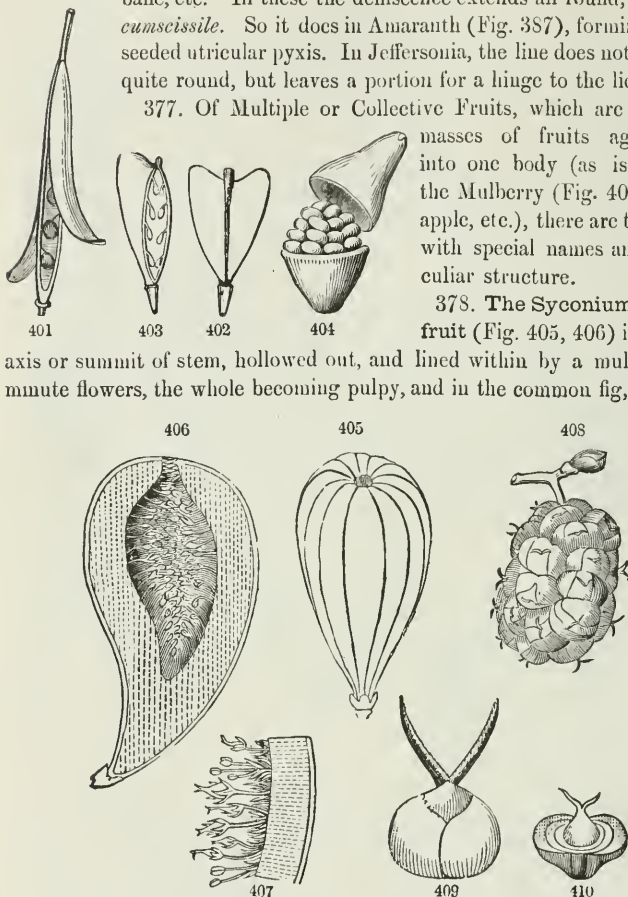 bane, etc. In these the dehiscence extends all round,
cumscissile. So it does in Amaranth (Fig. 387), formi
seeded utricular pyxis. In Jeffersonia, the line does not
quite round, but leaves a portion for a hinge to the li
377. Of Multiple or Collective Fruits, which are
masses of fruits ag
into one body (as is
the Mulberry (Fig. 40
apple, etc.), there are t
with special names an
culiar structure.
378. The Syconium
fruit (Fig. 405, 406) i
401 403 402 404
axis or summit of stem, hollowed out, and lined within by a mul
minute flowers, the whole becoming pulpy, and in the common fig,
406 405 408
407 409 410